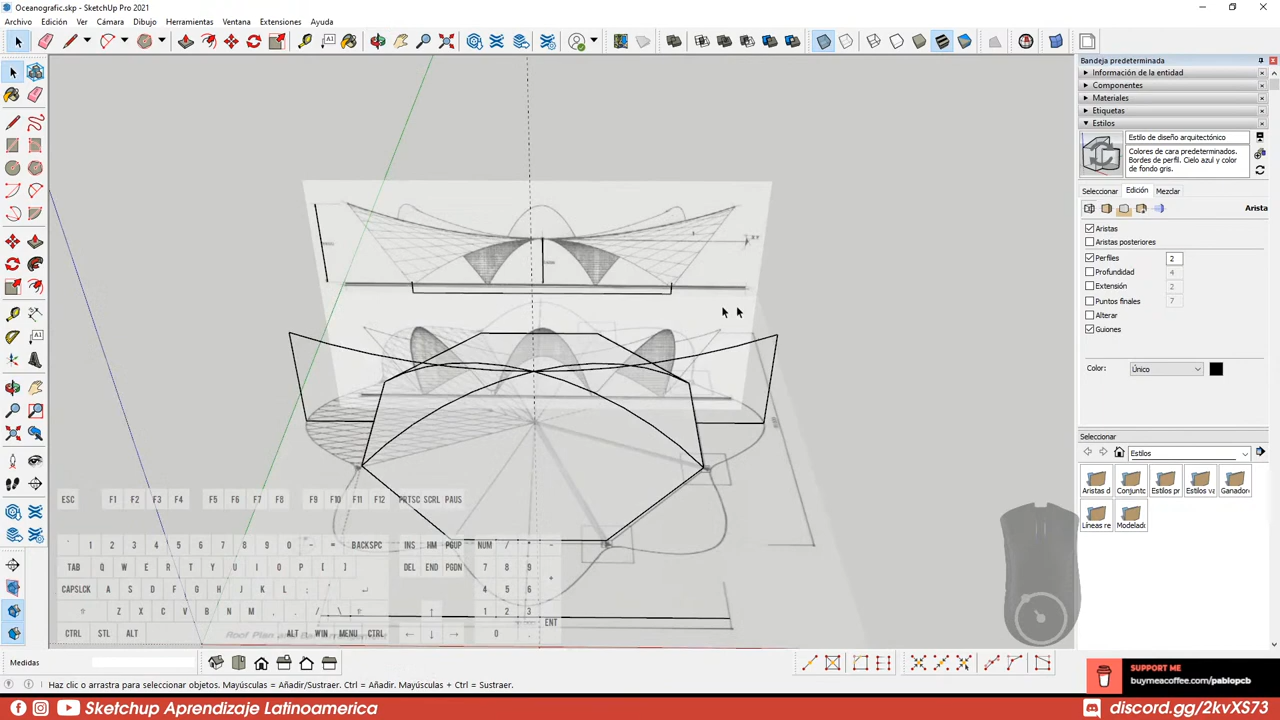 Oceanografic.skp - SketchUp Pro 2021
Archivo Edición Ver Cámara Dibujo Herramientas Ventana Extensiones Ayuda
Bandeja predeterminada
Información de la entidad
Componentes
Materiales
Etiquetas
Estilos
Estilo de diseño arquitectónico
Colores de cara predeterminados.
Bordes de perfil. Cielo azul y color
de fondo gris.
Seleccionar Edición Mezclar
Arista
Aristas
Aristas posteriores
Perfiles 2
Profundidad 4
Extensión 2
Puntos finales 7
Alterar
Guiones
Color: Único
Seleccionar
Estilos
Aristas d Conjunto Estilos pr Estilos va Ganador
Líneas re Modelad
ESC F1 F2 F3 F4 F5 F6 F7 F8 F9 F10 F11 F12 PRTSC SCRL PAUS
` 1 2 3 4 5 6 7 8 9 0 - = BACKSPC INS HM PGUP NUM / * -
TAB Q W E R T Y U I O P [ ] DEL END PGDN 7 8 9 +
CAPSLCK A S D F G H J K L ; ' 4 5 6
Z X C V B N M , . / \ 1 2 3 ENT
CTRL STL ALT ALT WIN MENU CTRL 0 .
Medidas
Haz clic o arrastra para seleccionar objetos. Mayúsculas = Añadir/Sustraer. Ctrl = Añadir. Mayúsculas + Ctrl = Sustraer.
SUPPORT ME
buymeacoffee.com/pablopcb
Sketchup Aprendizaje Latinoamerica
discord.gg/2kvXS73